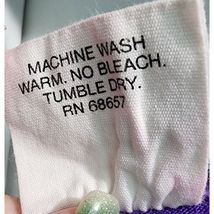 MACHINE WASH
WARM. NO BLEACH.
TUMBLE DRY.
RN 68657